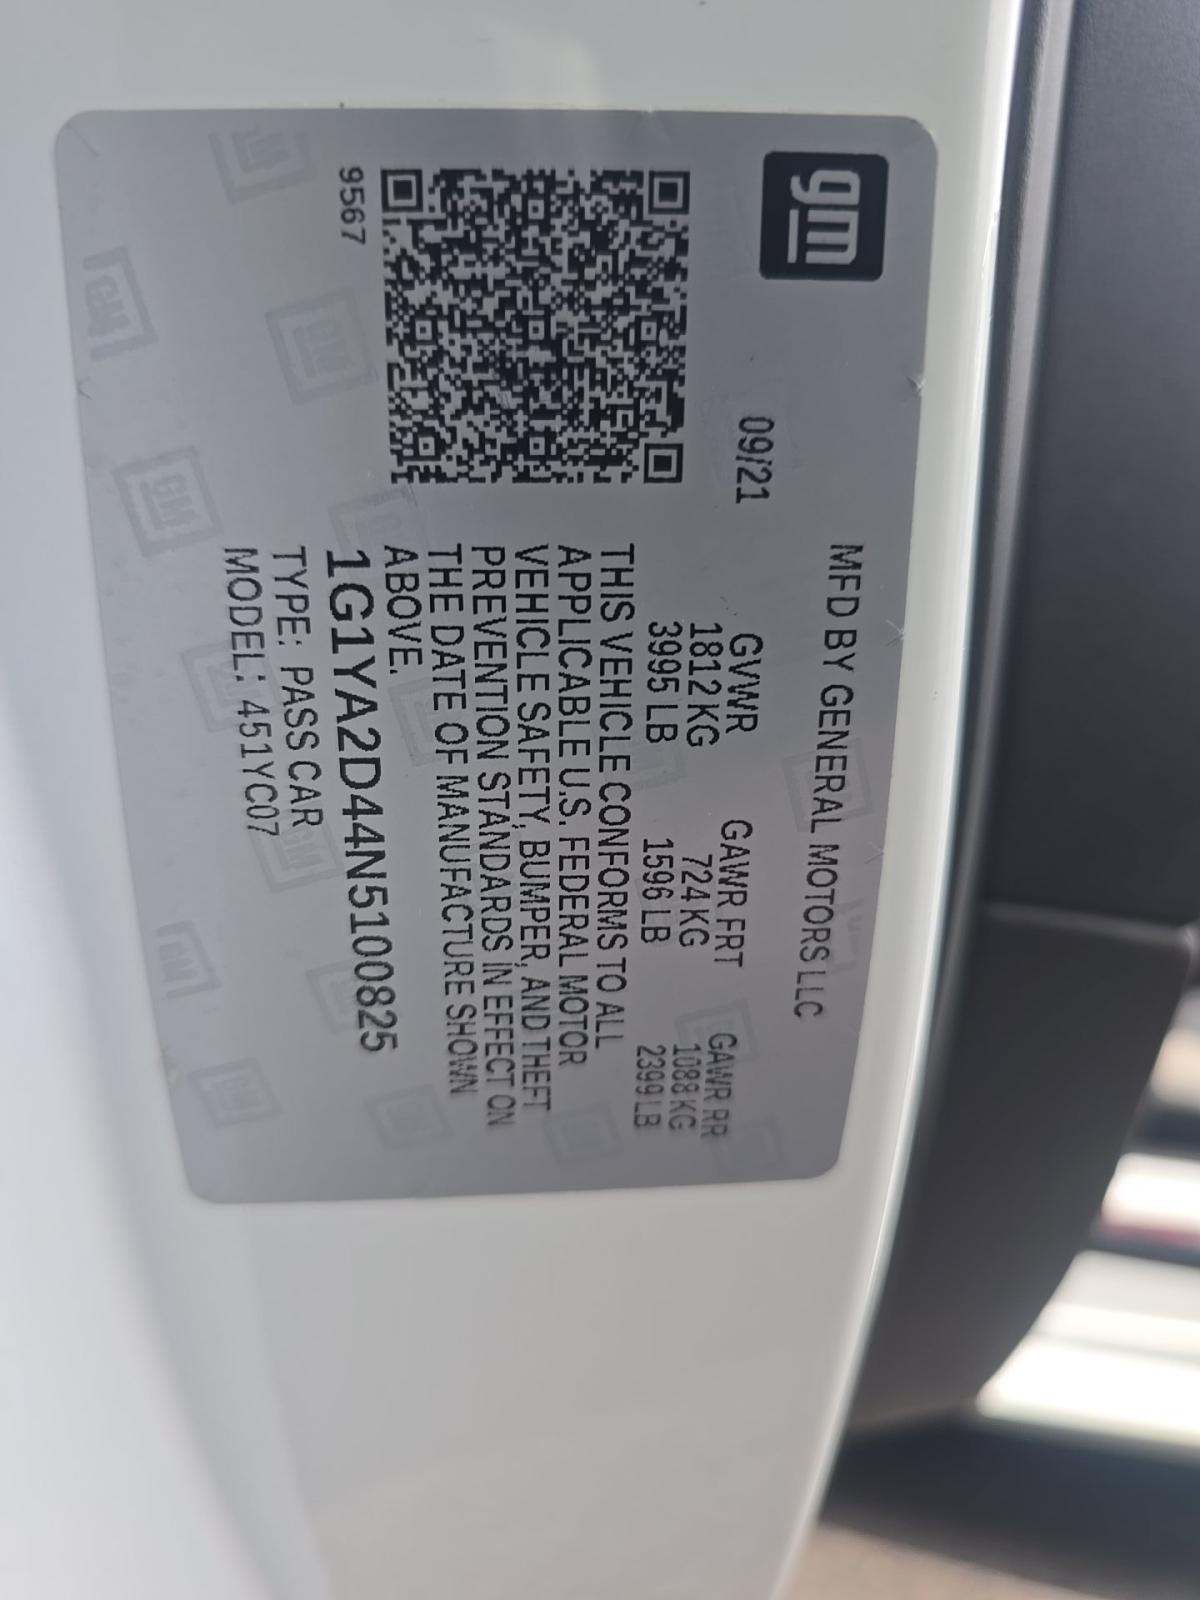 gm
MFD BY GENERAL MOTORS LLC
09/21
GVWR GAWR FRT GAWR RR
1812 KG 724 KG 1088 KG
3995 LB 1596 LB 2399 LB
THIS VEHICLE CONFORMS TO ALL
APPLICABLE U.S. FEDERAL MOTOR
VEHICLE SAFETY, BUMPER, AND THEFT
PREVENTION STANDARDS IN EFFECT ON
THE DATE OF MANUFACTURE SHOWN
ABOVE.
1G1YA2D44N5100825
TYPE: PASS CAR
MODEL: 451YC07
9567